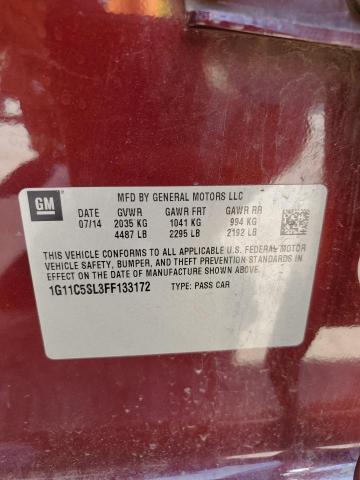 GM
MFD BY GENERAL MOTORS LLC
DATE GVWR GAWR FRT GAWR RR
07/14 2035 KG 1041 KG 994 KG
4487 LB 2295 LB 2192 LB
THIS VEHICLE CONFORMS TO ALL APPLICABLE U.S. FEDERAL MOTOR
VEHICLE SAFETY, BUMPER, AND THEFT PREVENTION STANDARDS
IN EFFECT ON THE DATE OF MANUFACTURE SHOWN ABOVE.
1G11C5SL3FF133172 TYPE: PASS CAR